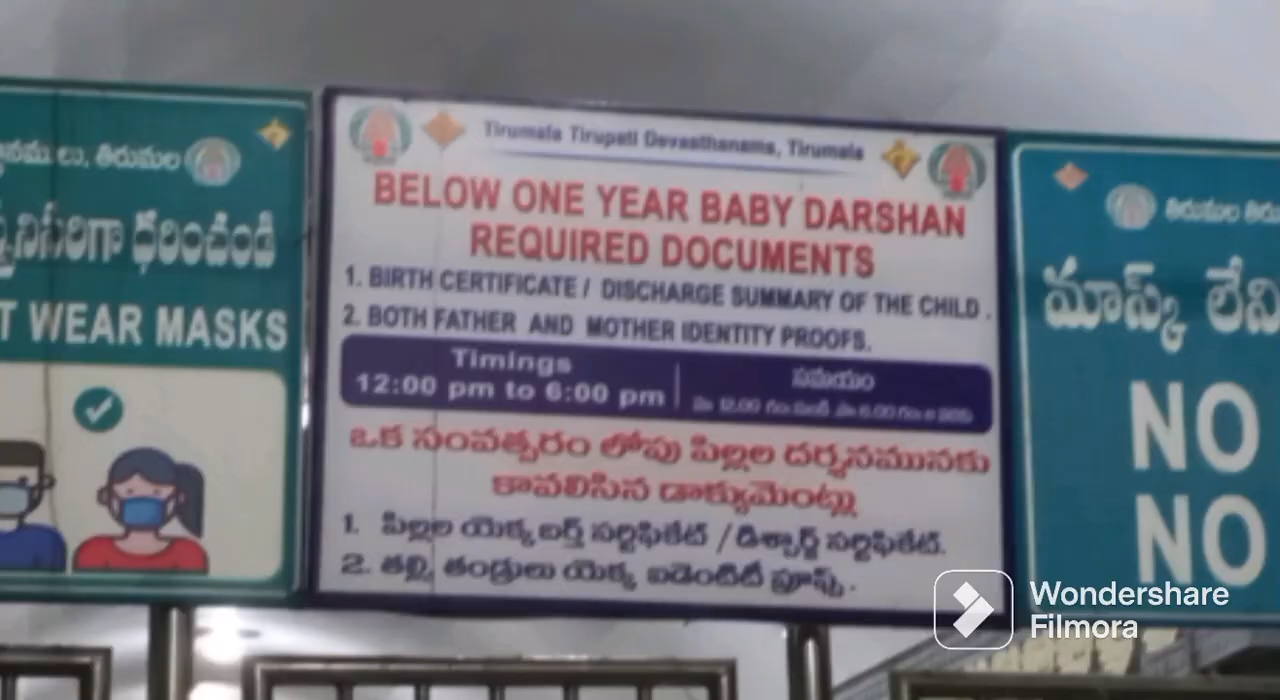 తిరుమల
ధరించండి
T WEAR MASKS
Tirumala Tirupati Devasthanams, Tirumala
BELOW ONE YEAR BABY DARSHAN
REQUIRED DOCUMENTS
1. BIRTH CERTIFICATE / DISCHARGE SUMMARY OF THE CHILD.
2. BOTH FATHER AND MOTHER IDENTITY PROOFS.
Timings
12:00 pm to 6:00 pm
సమయం
ఒక సంవత్సరం లోపు పిల్లల దర్శనమునకు
కావలిసిన డాక్యుమెంట్లు
1. పిల్లల యొక్క బర్త్ సర్టిఫికేట్ / డిశ్చార్జ్ సర్టిఫికేట్.
2. తల్లి తండ్రులు యొక్క ఐడెంటిటీ ప్రూఫ్స్.
తిరుమల
మాస్క్
NO
NO
Wondershare
Filmora